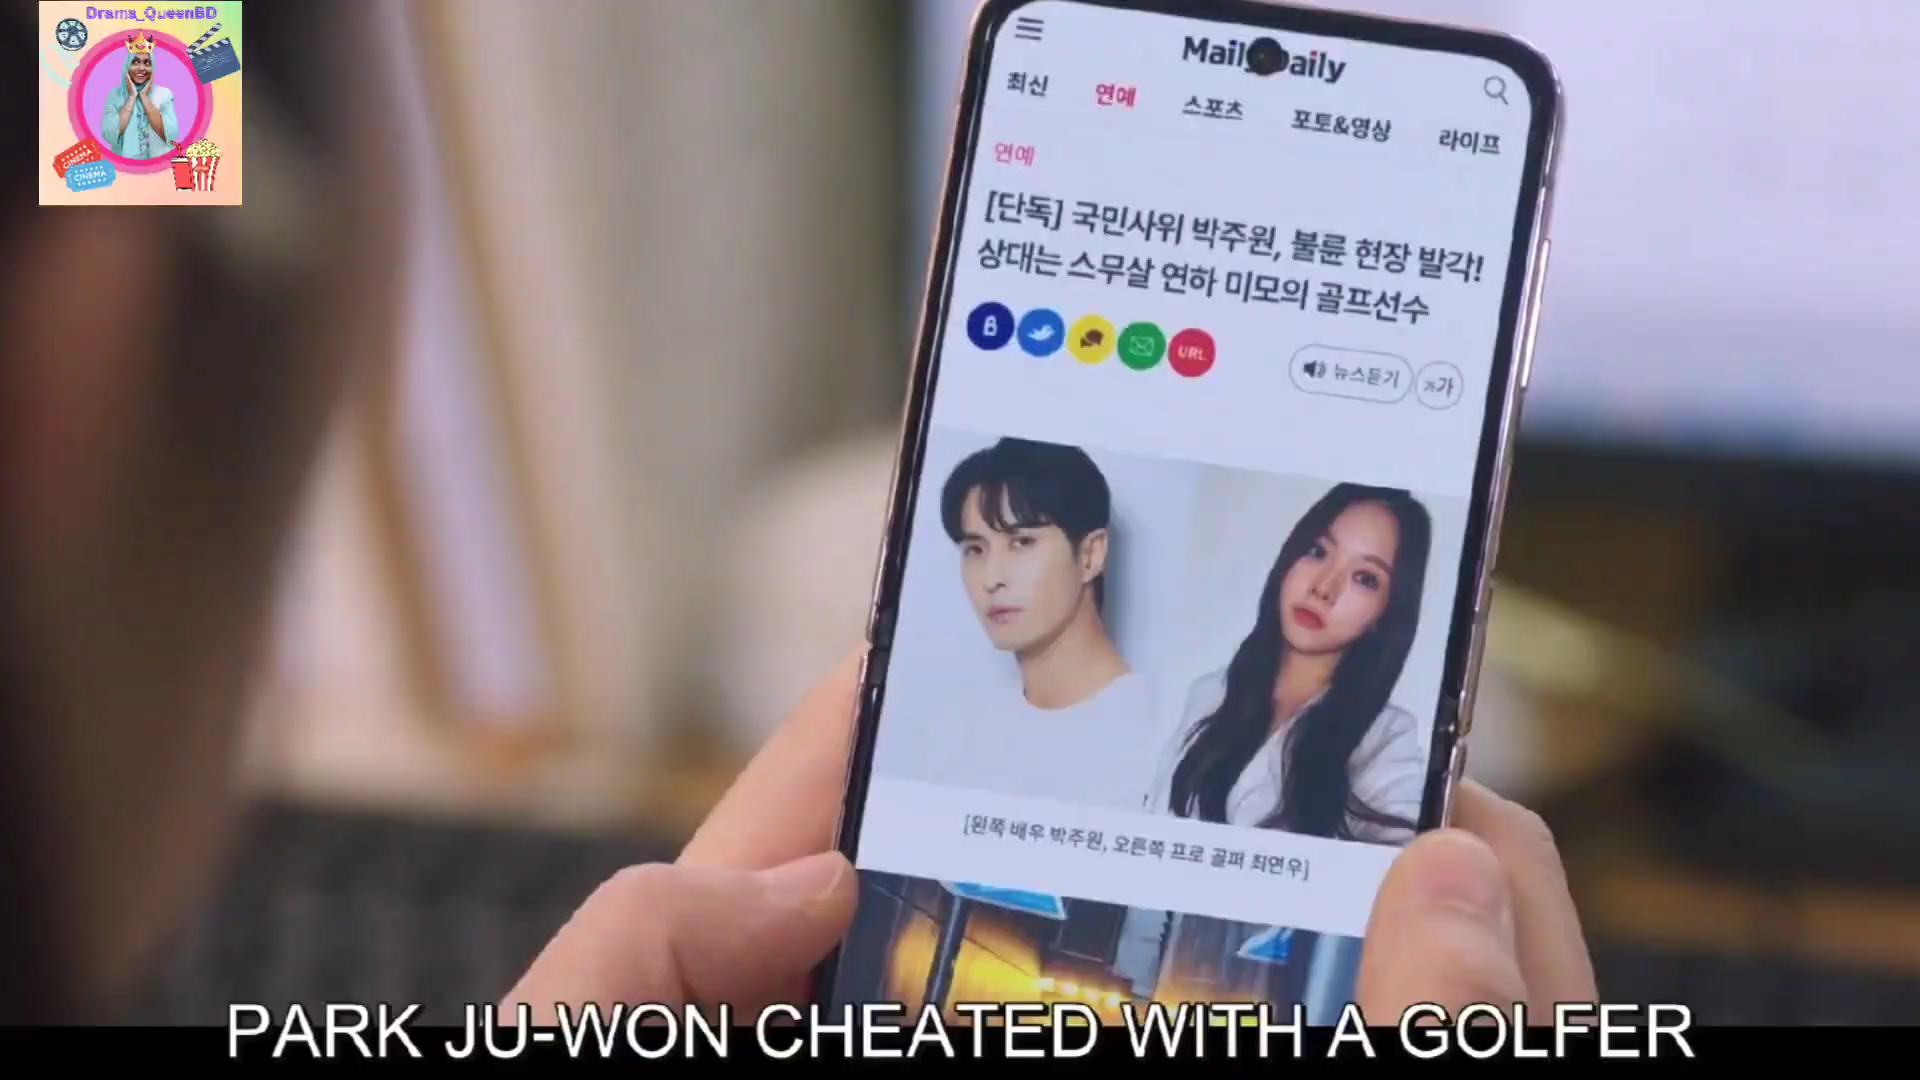 Drama_QueenBD
CINEMA
CINEMA
최신 연예 스포츠 포토&영상 라이프
연예
[단독] 국민사위 박주원, 불륜 현장 발각!
상대는 스무살 연하 미모의 골프선수
URL
뉴스듣기
가가
[왼쪽 배우 박주원, 오른쪽 프로 골퍼 최연우]
PARK JU-WON CHEATED WITH A GOLFER